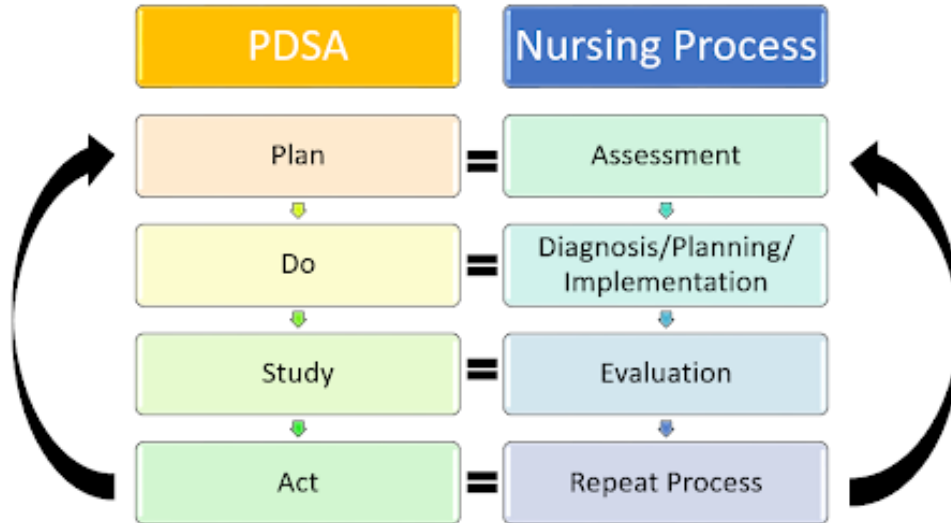 PDSA
Nursing Process
Plan
=
Assessment
Do
=
Diagnosis/Planning/
Implementation
Study
=
Evaluation
Act
=
Repeat Process